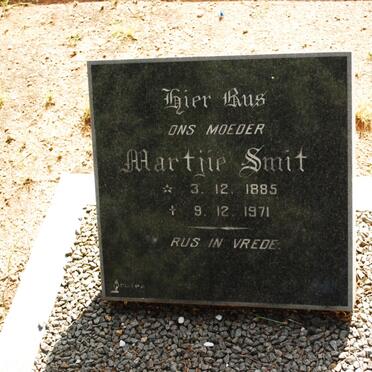 Hier Rus
ONS MOEDER
Martjie Smit
☆ 3. 12. 1885
✝ 9. 12. 1971
RUS IN VREDE.